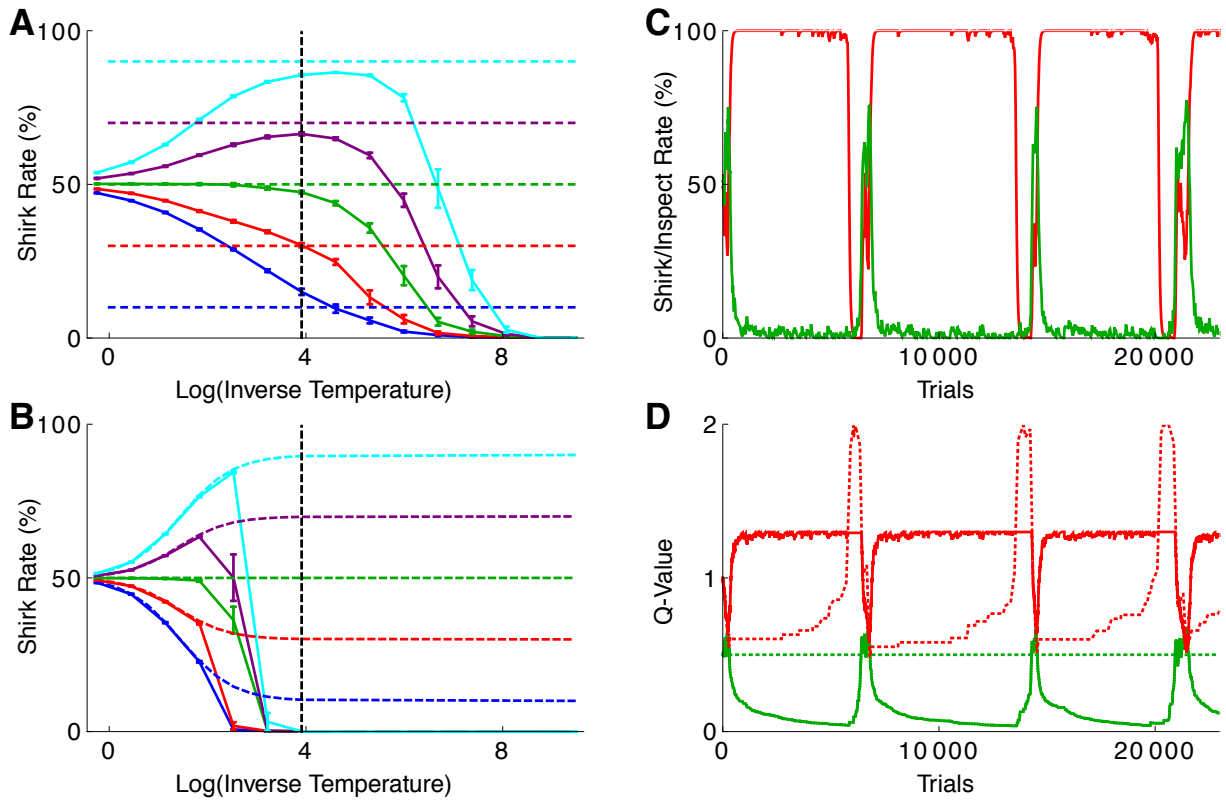 A
100
50
0
Shirk Rate (%)
0 4 8
Log(Inverse Temperature)
B
100
50
0
Shirk Rate (%)
0 4 8
Log(Inverse Temperature)
C
100
50
0
Shirk/Inspect Rate (%)
0 10 000 20 000
Trials
D
2
1
0
Q-Value
0 10 000 20 000
Trials